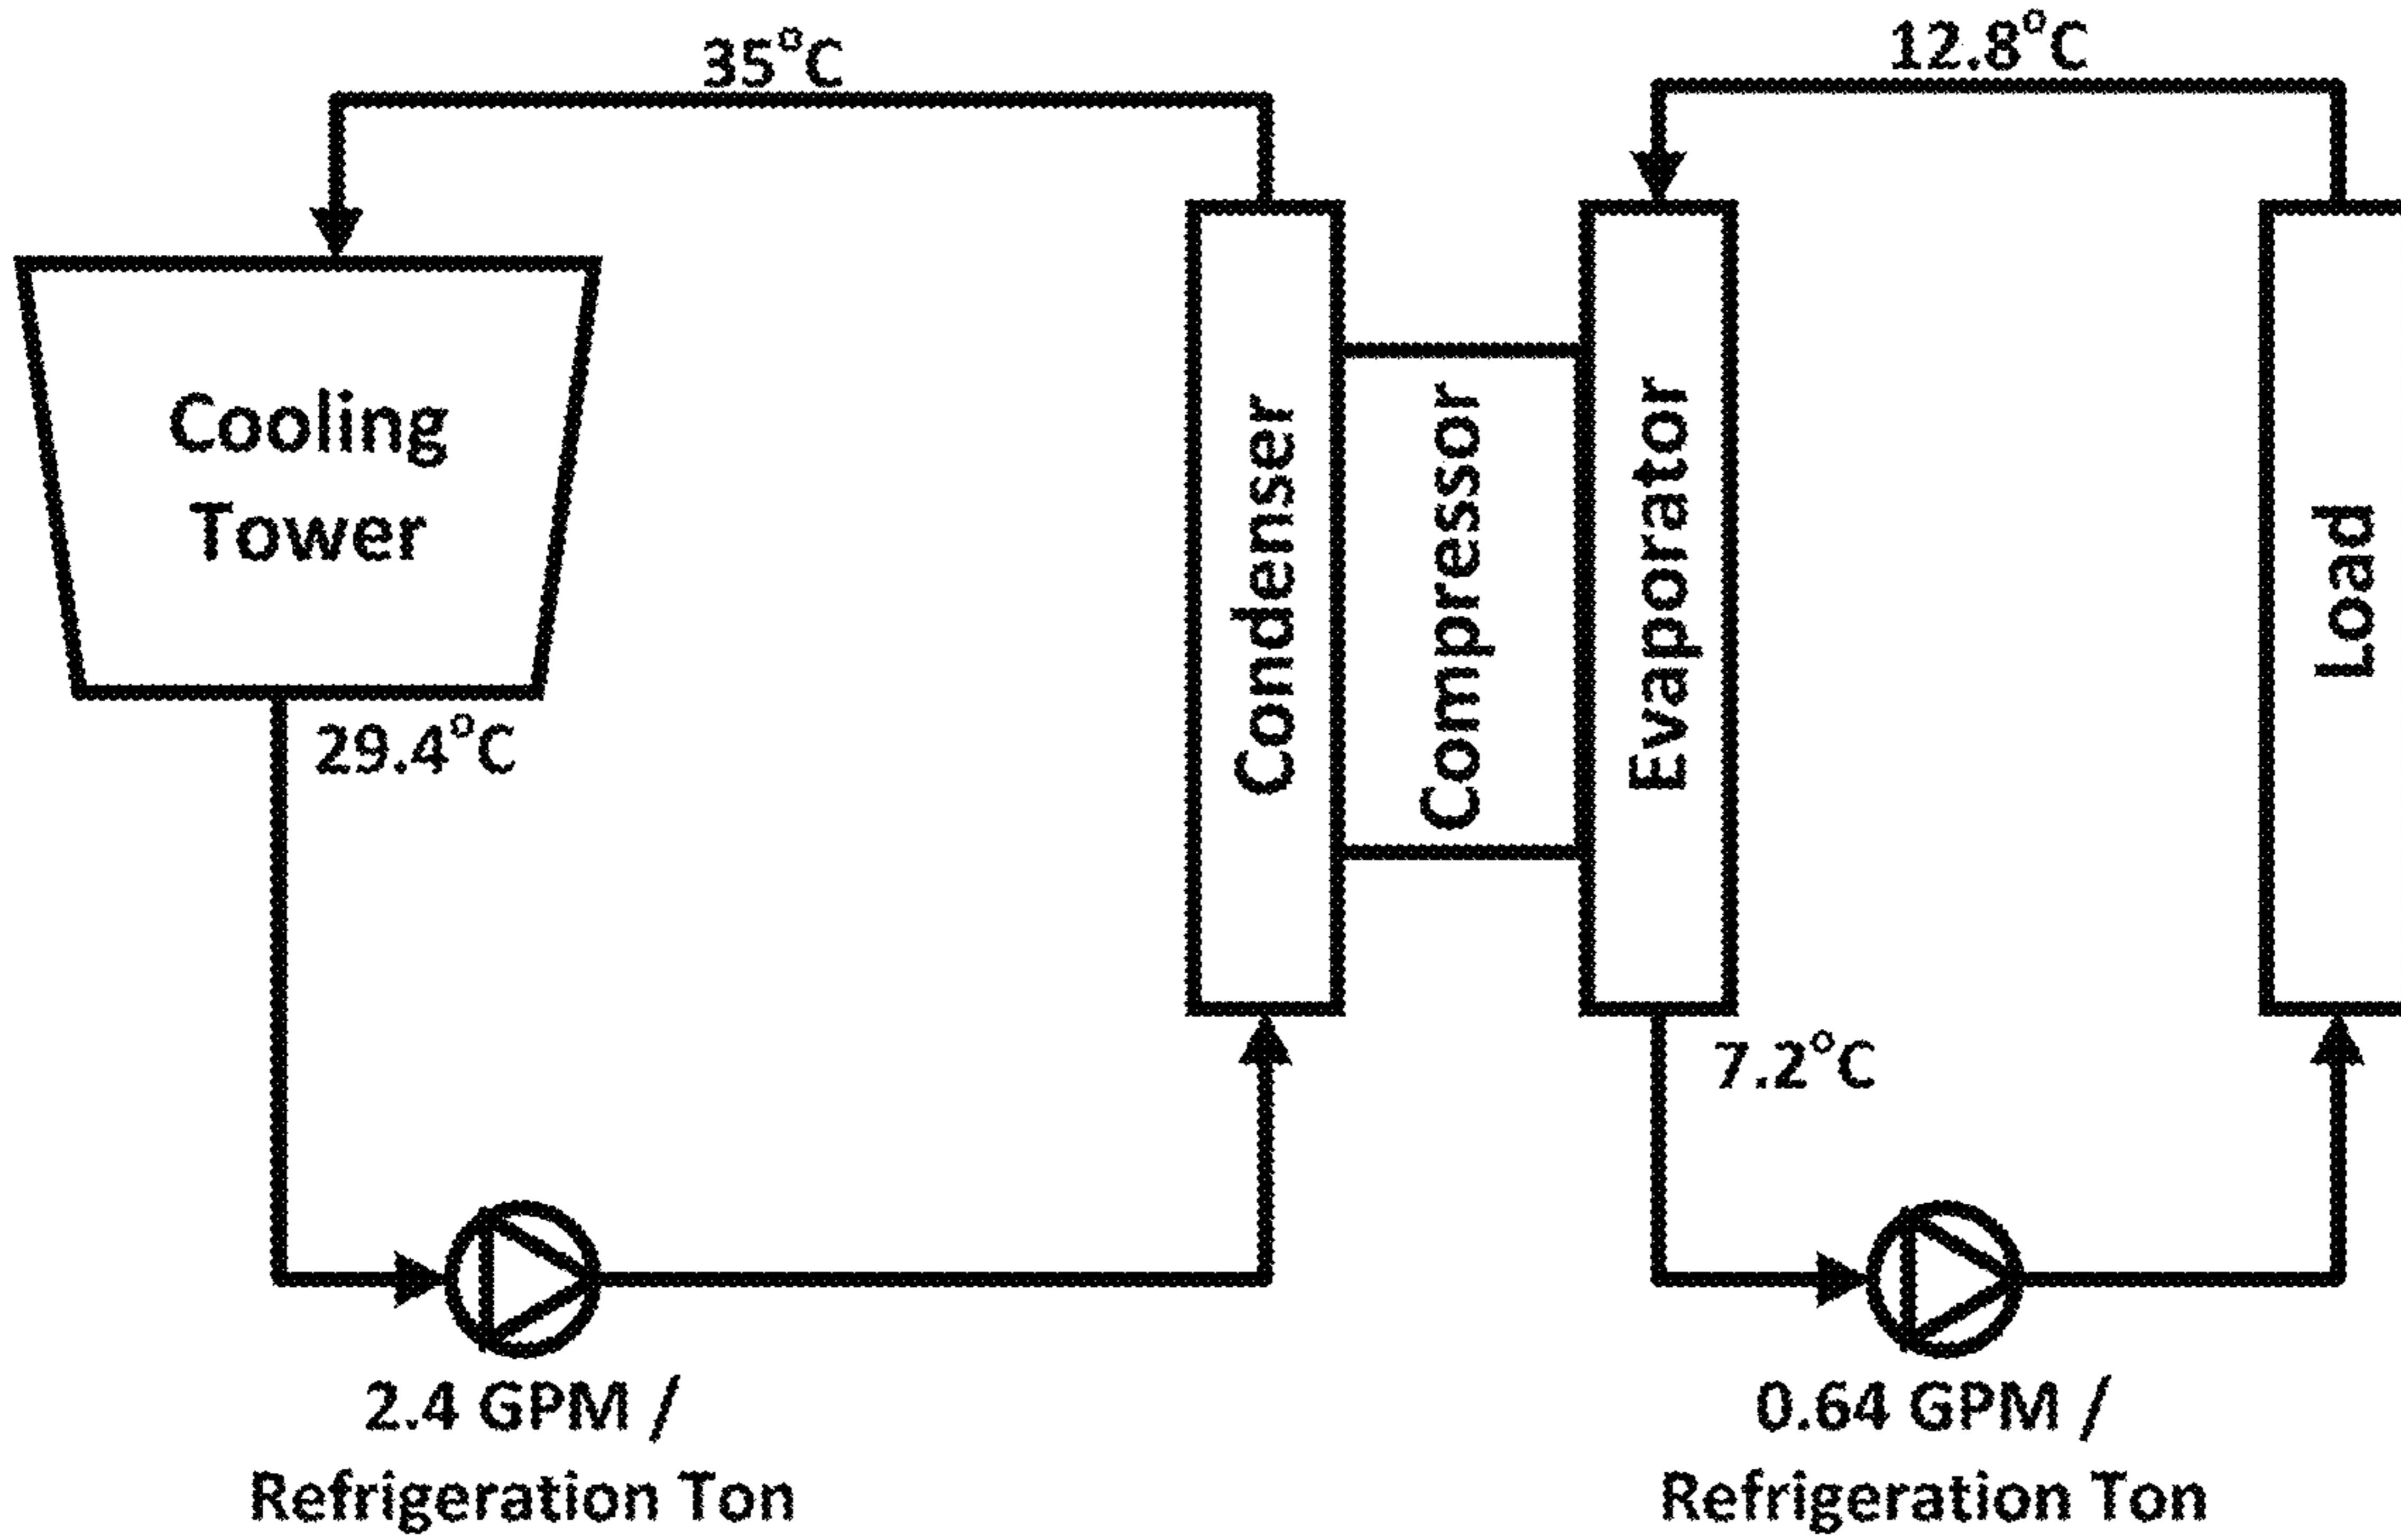 35°C
12.8°C
Cooling
Tower
Condenser
Compressor
Evaporator
Load
29.4°C
7.2°C
2.4 GPM /
Refrigeration Ton
0.64 GPM /
Refrigeration Ton